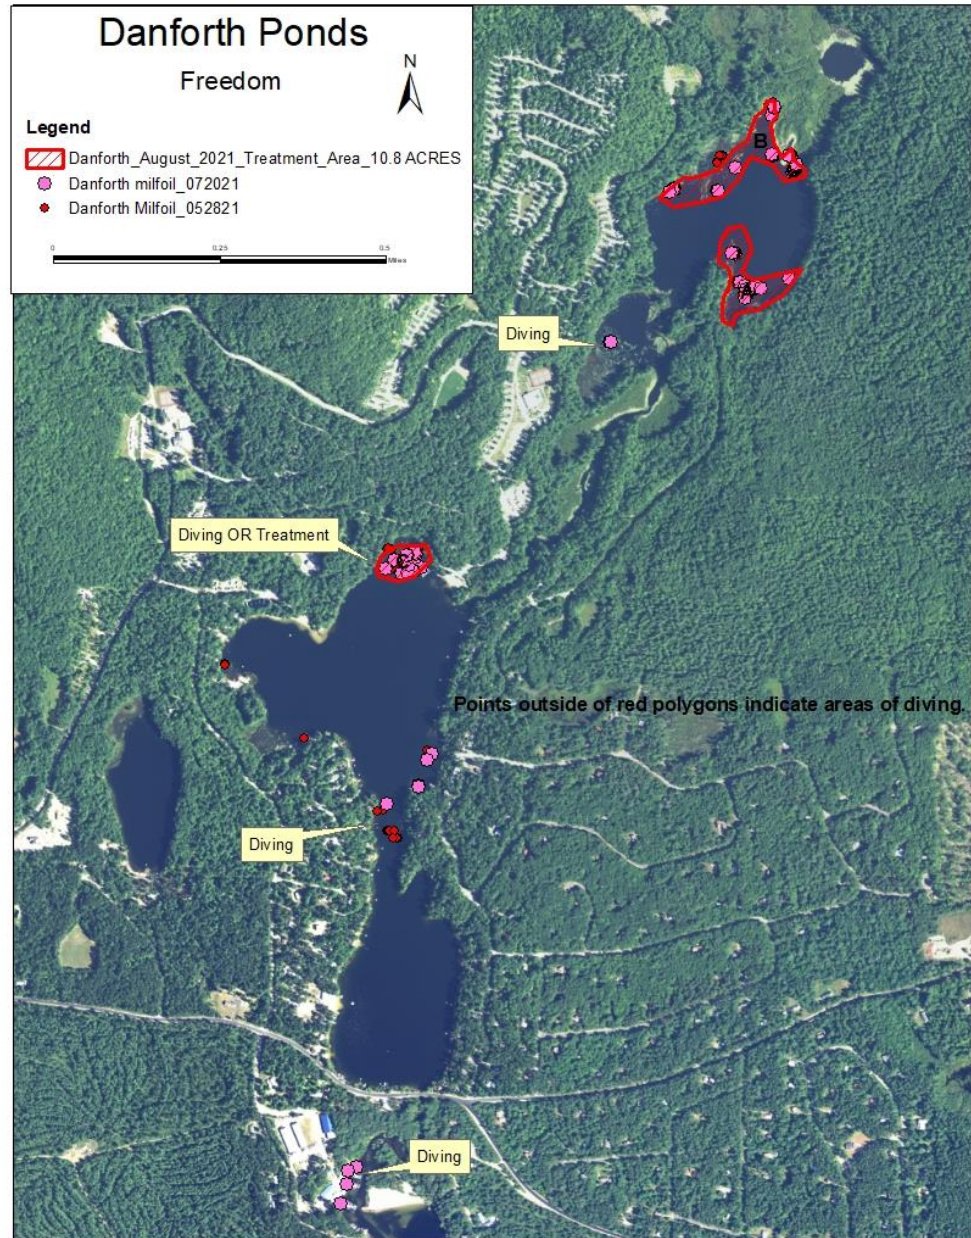 Danforth Ponds
Freedom
N
Legend
Danforth_August_2021_Treatment_Area_10.8 ACRES
Danforth milfoil_072021
Danforth Milfoil_052821
0 0.25 0.5
Miles
B
A
Diving
Diving OR Treatment
Points outside of red polygons indicate areas of diving.
Diving
Diving